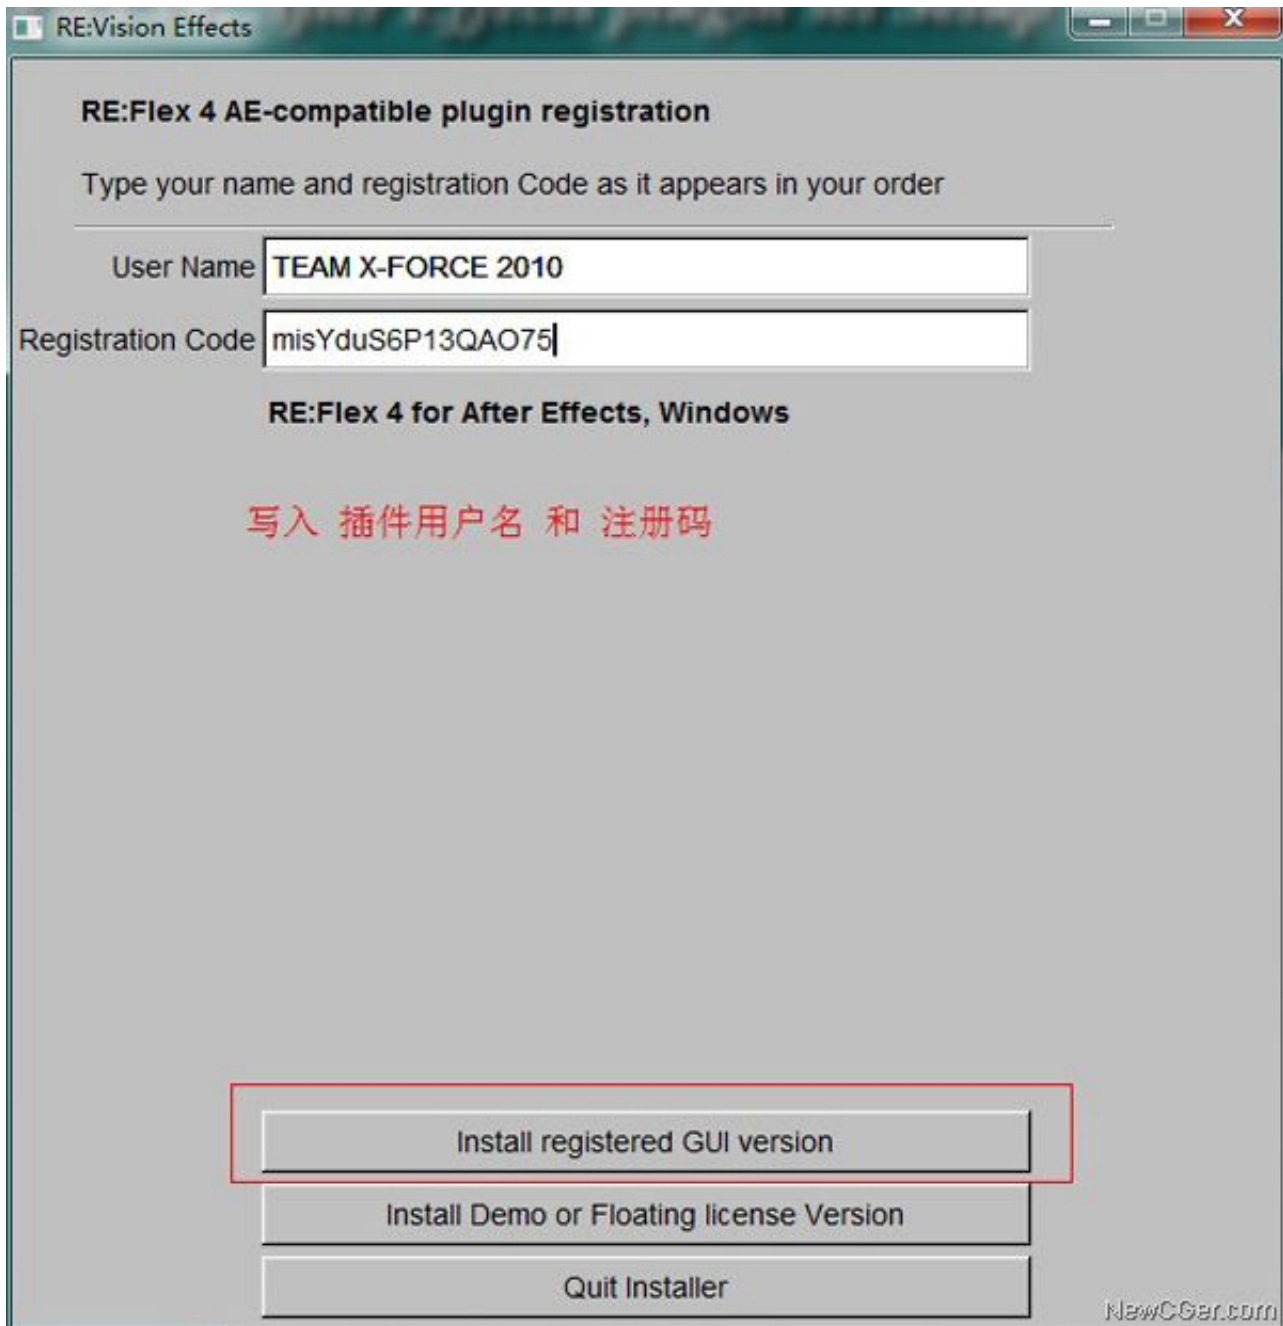 RE:Vision Effects
RE:Flex 4 AE-compatible plugin registration
Type your name and registration Code as it appears in your order
User Name TEAM X-FORCE 2010
Registration Code misYduS6P13QAO75
RE:Flex 4 for After Effects, Windows
写入 插件用户名 和 注册码
Install registered GUI version
Install Demo or Floating license Version
Quit Installer
NewCGer.com